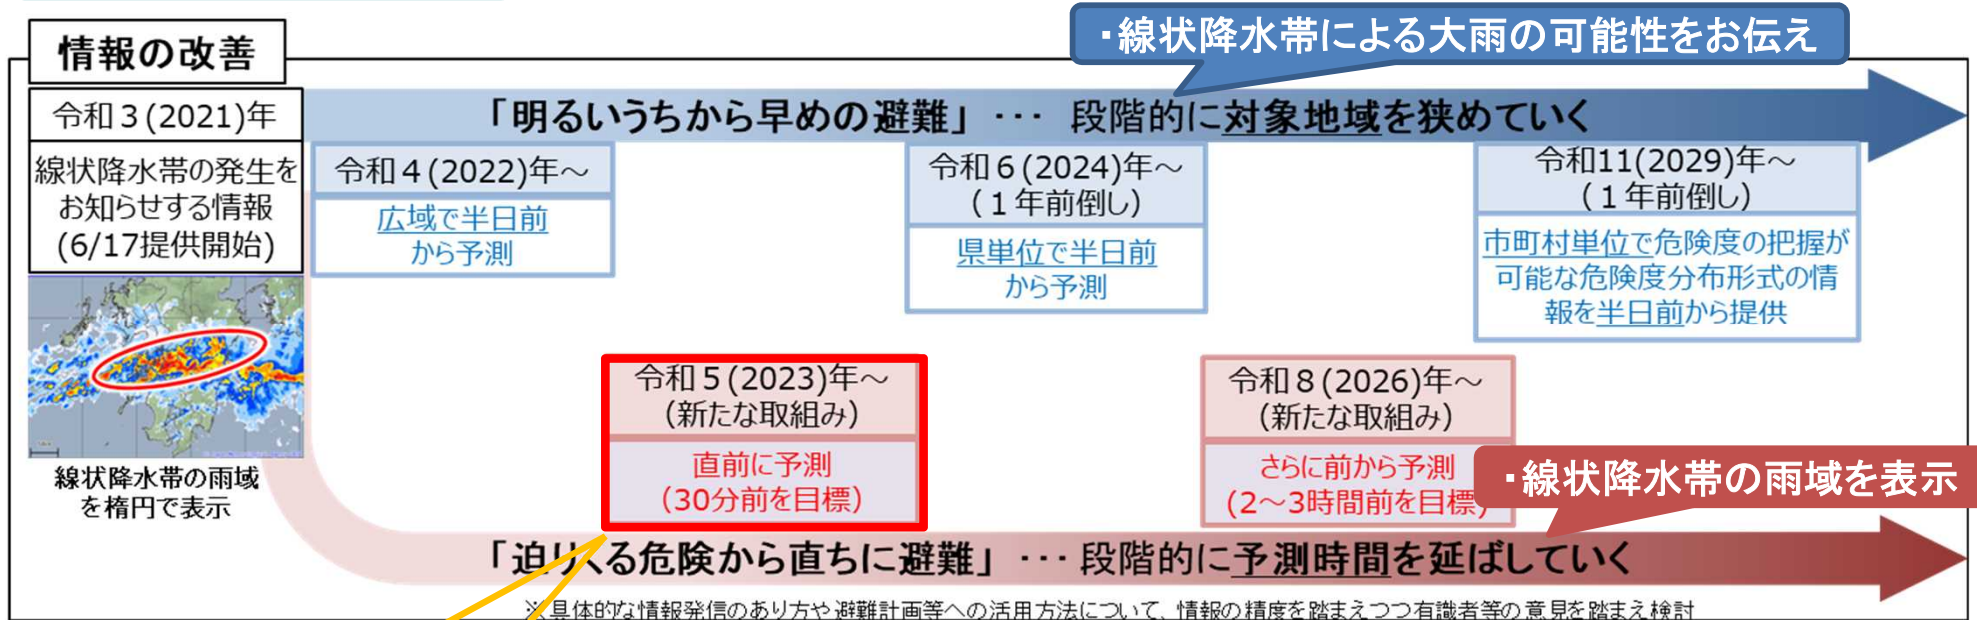 情報の改善
・線状降水帯による大雨の可能性をお伝え
令和３(2021)年
線状降水帯の発生を
お知らせする情報
(6/17提供開始)
線状降水帯の雨域
を楕円で表示
「明るいうちから早めの避難」･･･ 段階的に対象地域を狭めていく
令和４(2022)年～
広域で半日前
から予測
令和６(2024)年～
(１年前倒し)
県単位で半日前
から予測
令和11(2029)年～
(１年前倒し)
市町村単位で危険度の把握が
可能な危険度分布形式の情
報を半日前から提供
令和５(2023)年～
(新たな取組み)
直前に予測
(30分前を目標)
令和８(2026)年～
(新たな取組み)
さらに前から予測
(2～3時間前を目標)
・線状降水帯の雨域を表示
「迫りくる危険から直ちに避難」･･･ 段階的に予測時間を延ばしていく
※具体的な情報発信のあり方や避難計画等への活用方法について、情報の精度を踏まえつつ有識者等の意見を踏まえ検討